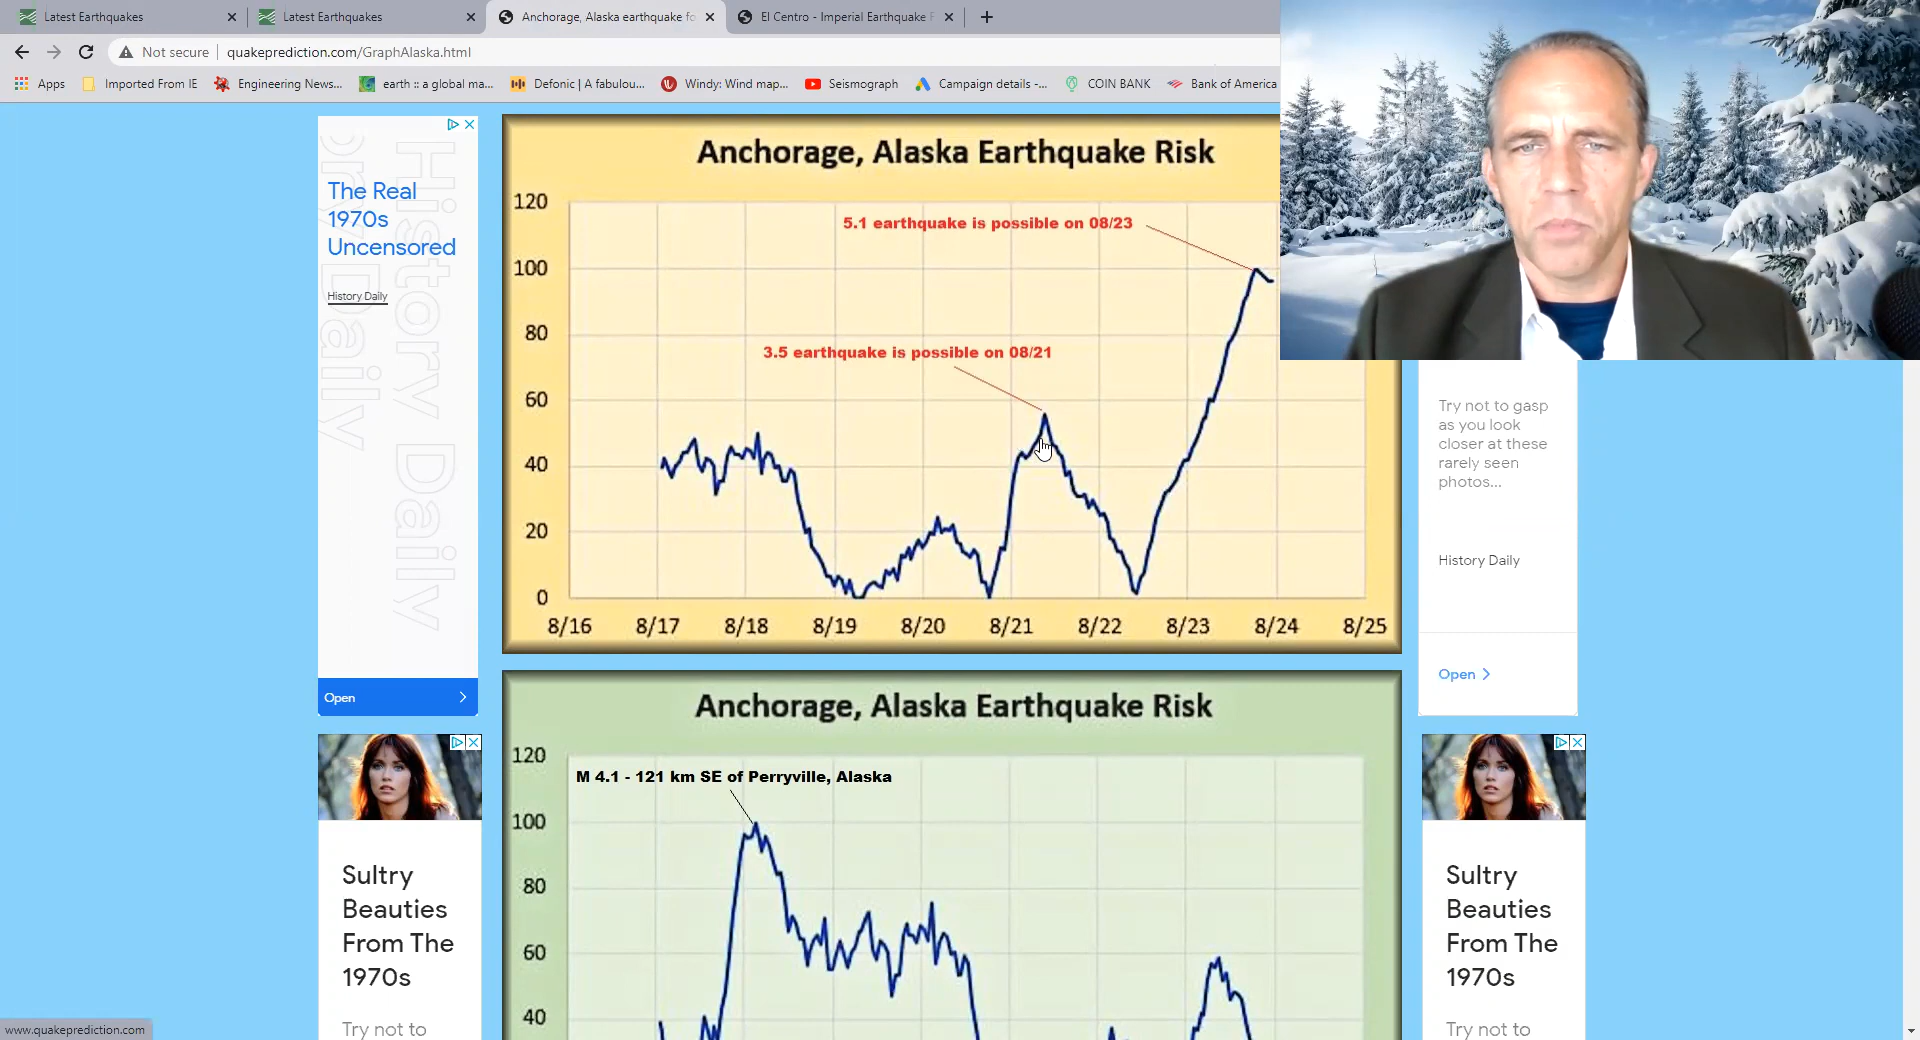 Latest Earthquakes
Latest Earthquakes
Anchorage, Alaska earthquake fo
El Centro - Imperial Earthquake F
Not secure
quakeprediction.com/GraphAlaska.html
Apps
Imported From IE
Engineering News...
earth :: a global ma...
Defonic | A fabulou...
Windy: Wind map...
Seismograph
Campaign details -...
COIN BANK
Bank of America
The Real
1970s
Uncensored
History Daily
History Daily
Open
Anchorage, Alaska Earthquake Risk
120
100
80
60
40
20
0
5.1 earthquake is possible on 08/23
3.5 earthquake is possible on 08/21
8/16
8/17
8/18
8/19
8/20
8/21
8/22
8/23
8/24
8/25
Try not to gasp
as you look
closer at these
rarely seen
photos...
History Daily
Open
Anchorage, Alaska Earthquake Risk
120
100
80
60
40
M 4.1 - 121 km SE of Perryville, Alaska
Sultry
Beauties
From The
1970s
Try not to
Sultry
Beauties
From The
1970s
Try not to
www.quakeprediction.com